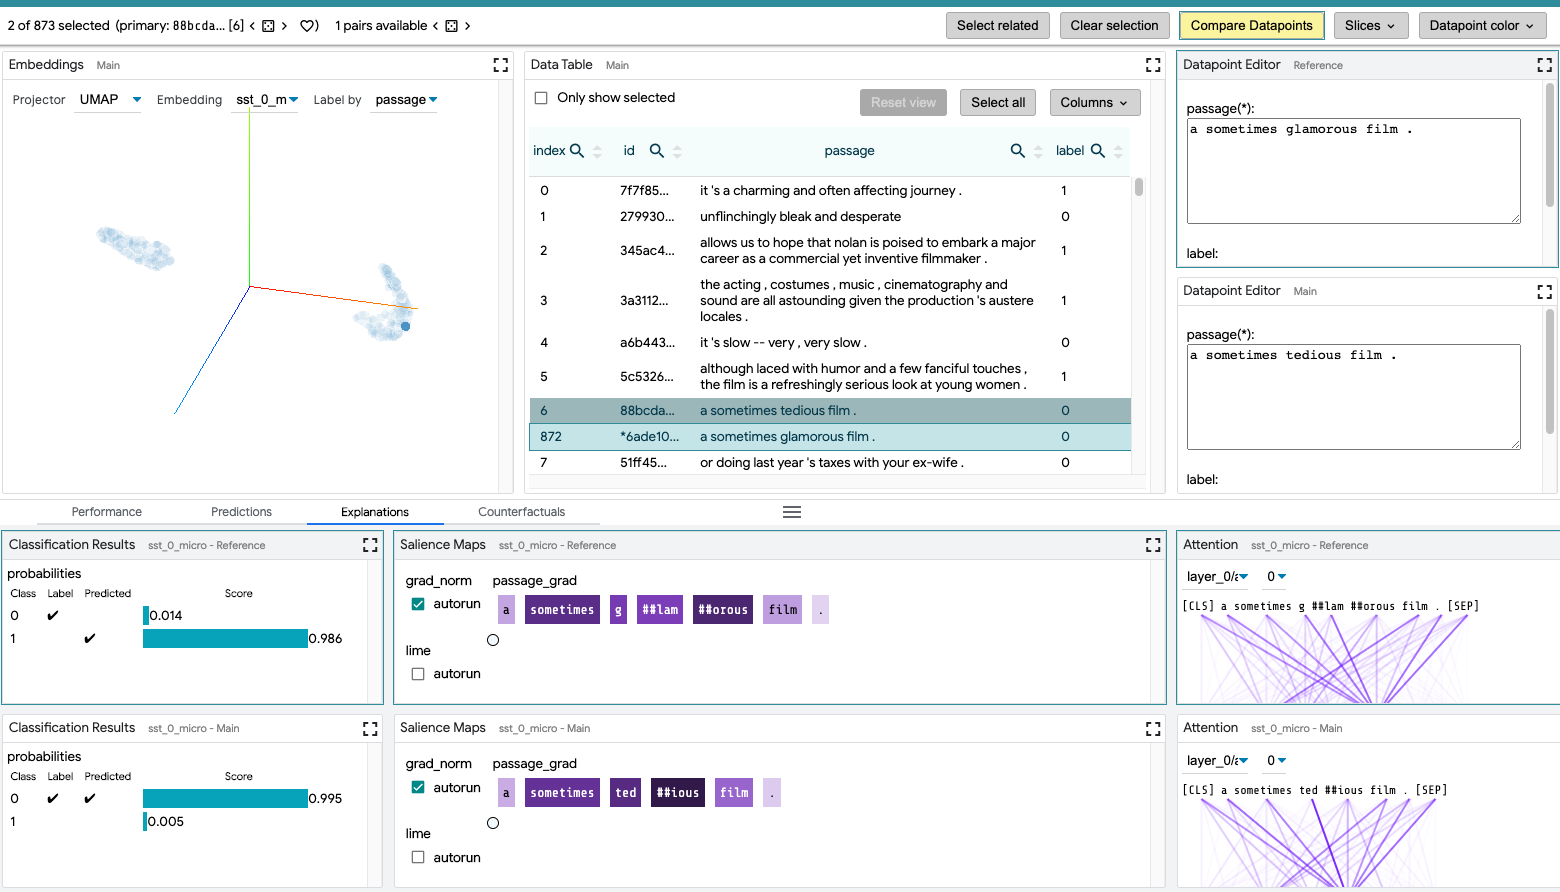 2 of 873 selected (primary: 88bcda... [6] 1 pairs available Select related Clear selection Compare Datapoints Slices Datapoint color
Embeddings Main
Projector UMAP Embedding sst_0_m Label by passage
Data Table Main
Only show selected Reset view Select all Columns
index id passage label
0 7f7f85... it 's a charming and often affecting journey . 1
1 279930... unflinchingly bleak and desperate 0
2 345ac4... allows us to hope that nolan is poised to embark a major 1
career as a commercial yet inventive filmmaker .
3 3a3112... the acting , costumes , music , cinematography and 1
sound are all astounding given the production 's austere
locales .
4 a6b443... it 's slow -- very , very slow . 0
5 5c5326... although laced with humor and a few fanciful touches , 1
the film is a refreshingly serious look at young women .
6 88bcda... a sometimes tedious film . 0
872 *6ade10... a sometimes glamorous film . 0
7 51ff45... or doing last year 's taxes with your ex-wife . 0
Datapoint Editor Reference
passage(*):
a sometimes glamorous film .
label:
Datapoint Editor Main
passage(*):
a sometimes tedious film .
label:
Performance Predictions Explanations Counterfactuals
Classification Results sst_0_micro - Reference
probabilities
Class Label Predicted Score
0 ✔ 0.014
1 ✔ 0.986
Salience Maps sst_0_micro - Reference
grad_norm passage_grad
autorun a sometimes g ##lam ##orous film .
lime
autorun
Attention sst_0_micro - Reference
layer_0/a 0
[CLS] a sometimes g ##lam ##orous film . [SEP]
Classification Results sst_0_micro - Main
probabilities
Class Label Predicted Score
0 ✔ ✔ 0.995
1 0.005
Salience Maps sst_0_micro - Main
grad_norm passage_grad
autorun a sometimes ted ##ious film .
lime
autorun
Attention sst_0_micro - Main
layer_0/a 0
[CLS] a sometimes ted ##ious film . [SEP]